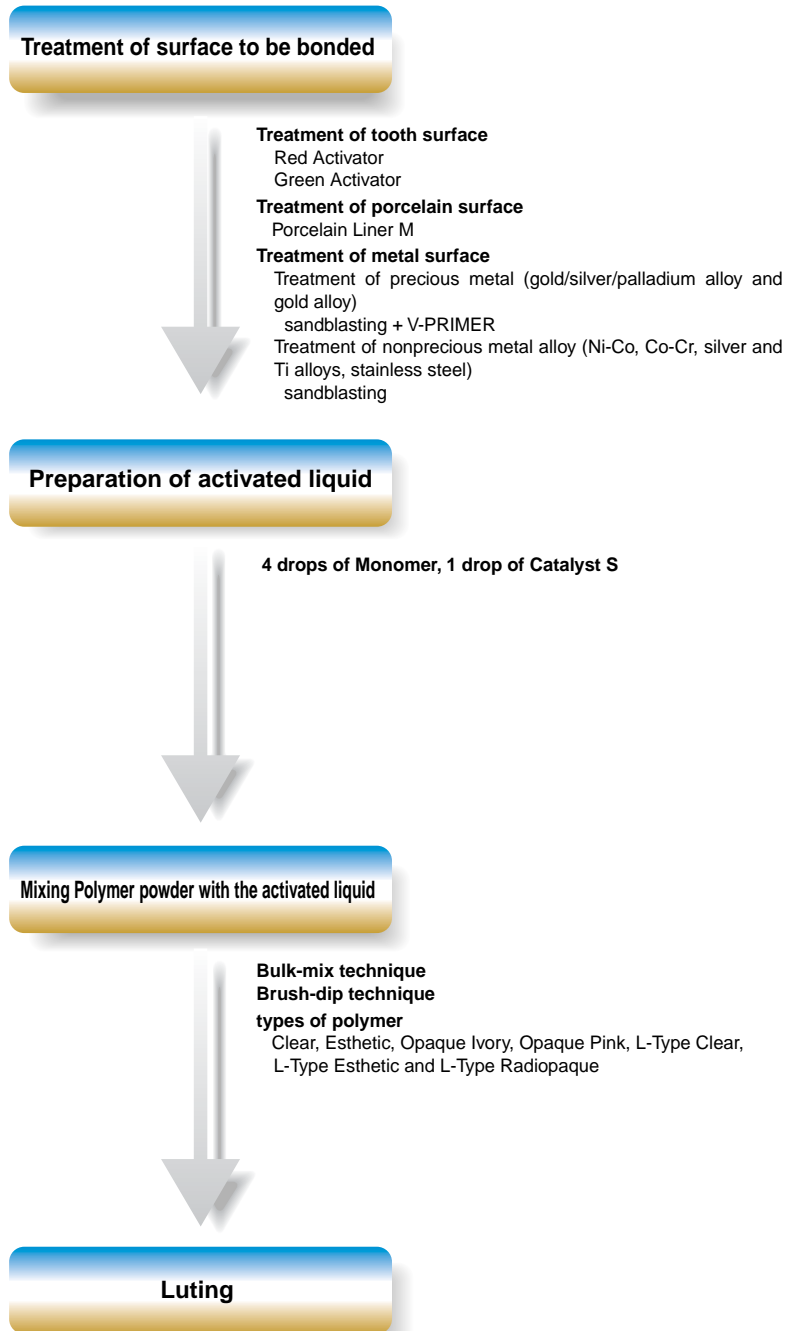 Treatment of surface to be bonded
Treatment of tooth surface
Red Activator
Green Activator
Treatment of porcelain surface
Porcelain Liner M
Treatment of metal surface
Treatment of precious metal (gold/silver/palladium alloy and
gold alloy)
sandblasting + V-PRIMER
Treatment of nonprecious metal alloy (Ni-Co, Co-Cr, silver and
Ti alloys, stainless steel)
sandblasting
Preparation of activated liquid
4 drops of Monomer, 1 drop of Catalyst S
Mixing Polymer powder with the activated liquid
Bulk-mix technique
Brush-dip technique
types of polymer
Clear, Esthetic, Opaque Ivory, Opaque Pink, L-Type Clear,
L-Type Esthetic and L-Type Radiopaque
Luting